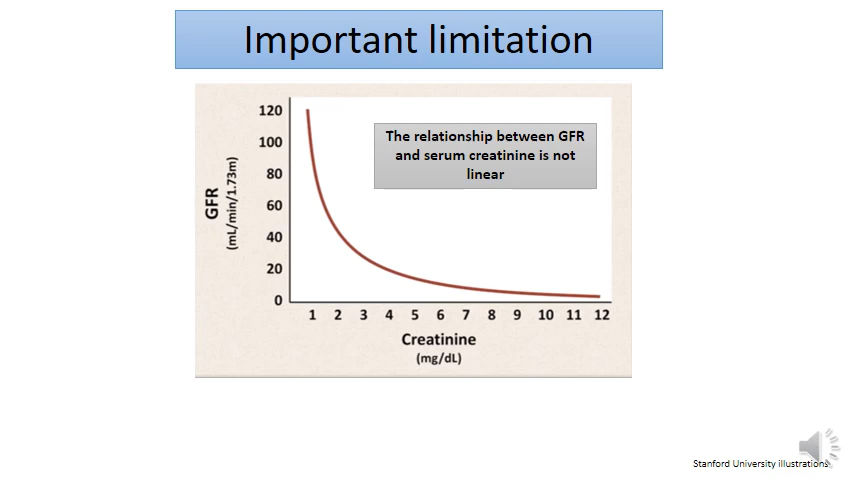 Important limitation
120
100
80
60
40
20
0
GFR
(mL/min/1.73m)
The relationship between GFR
and serum creatinine is not
linear
1 2 3 4 5 6 7 8 9 10 11 12
Creatinine
(mg/dL)
Stanford University illustrations